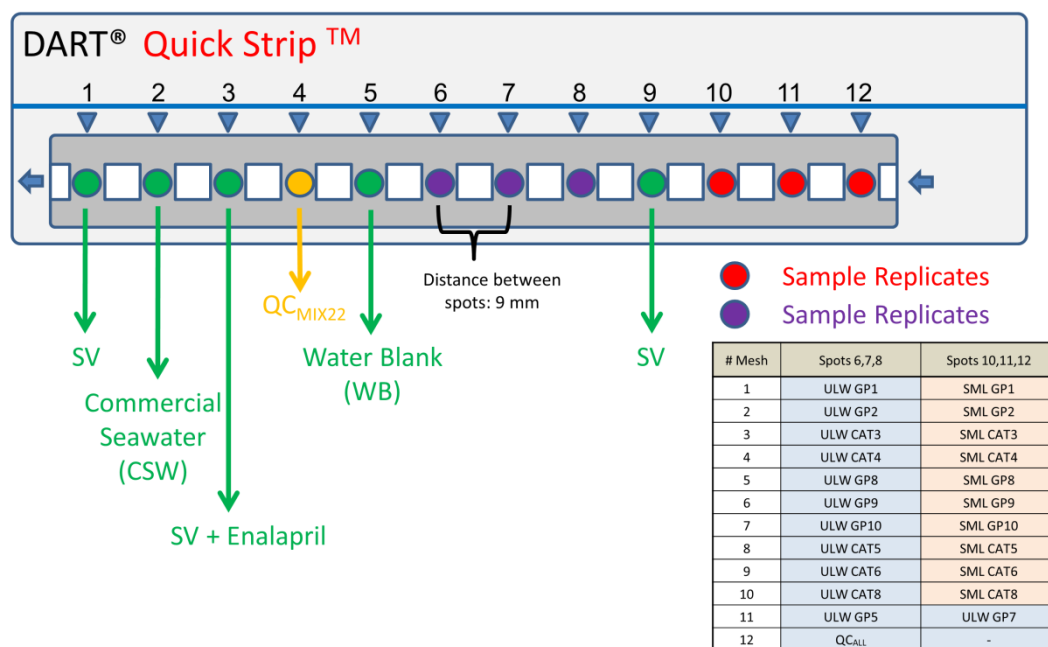 DART® Quick Strip TM
1 2 3 4 5 6 7 8 9 10 11 12
Distance between
spots: 9 mm
QCMIX22
SV
Commercial
Seawater
(CSW)
SV + Enalapril
Water Blank
(WB)
SV
Sample Replicates
Sample Replicates
# Mesh Spots 6,7,8 Spots 10,11,12
1 ULW GP1 SML GP1
2 ULW GP2 SML GP2
3 ULW CAT3 SML CAT3
4 ULW CAT4 SML CAT4
5 ULW GP8 SML GP8
6 ULW GP9 SML GP9
7 ULW GP10 SML GP10
8 ULW CAT5 SML CAT5
9 ULW CAT6 SML CAT6
10 ULW CAT8 SML CAT8
11 ULW GP5 ULW GP7
12 QCALL -